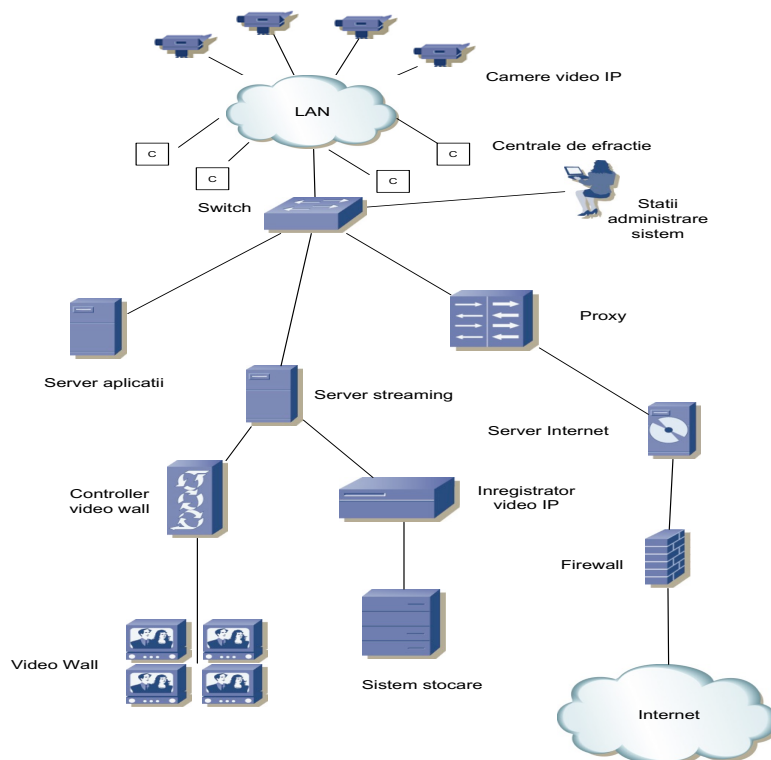 Camere video IP
LAN
C
C
C
C
Centrale de efractie
Switch
Statii
administrare
sistem
Proxy
Server aplicatii
Server streaming
Server Internet
Controller
video wall
Inregistrator
video IP
Firewall
Video Wall
Sistem stocare
Internet